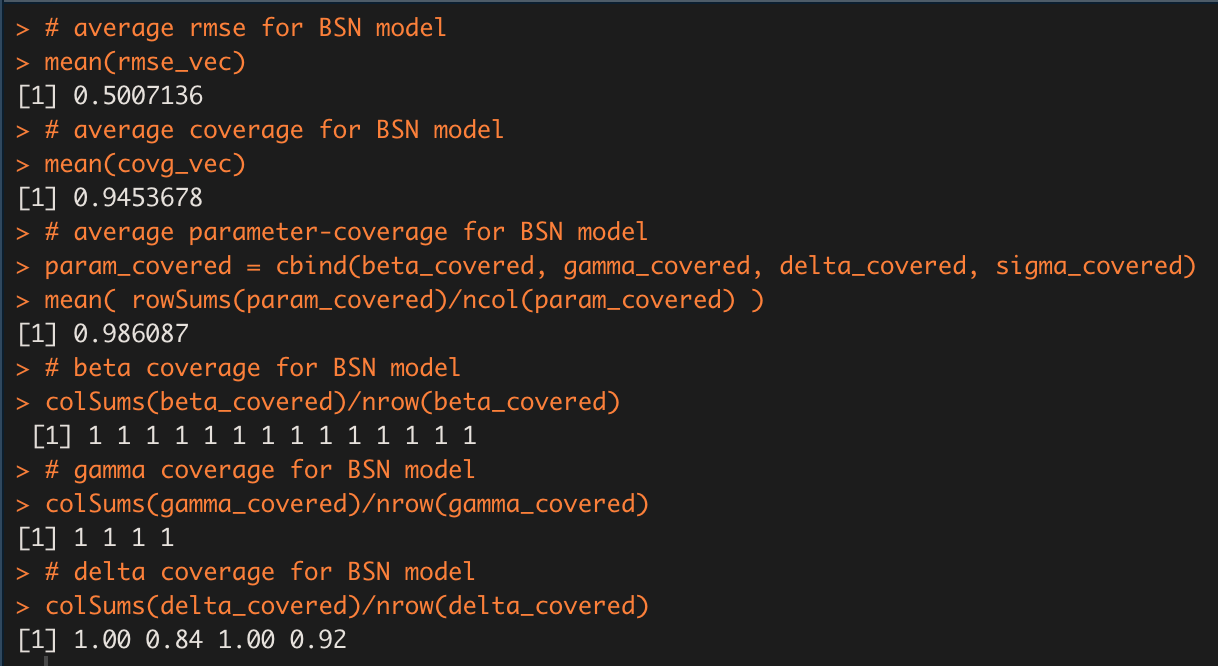 > # average rmse for BSN model
> mean(rmse_vec)
[1] 0.5007136
> # average coverage for BSN model
> mean(covg_vec)
[1] 0.9453678
> # average parameter-coverage for BSN model
> param_covered = cbind(beta_covered, gamma_covered, delta_covered, sigma_covered)
> mean( rowSums(param_covered)/ncol(param_covered) )
[1] 0.986087
> # beta coverage for BSN model
> colSums(beta_covered)/nrow(beta_covered)
 [1] 1 1 1 1 1 1 1 1 1 1 1 1 1 1
> # gamma coverage for BSN model
> colSums(gamma_covered)/nrow(gamma_covered)
[1] 1 1 1 1
> # delta coverage for BSN model
> colSums(delta_covered)/nrow(delta_covered)
[1] 1.00 0.84 1.00 0.92